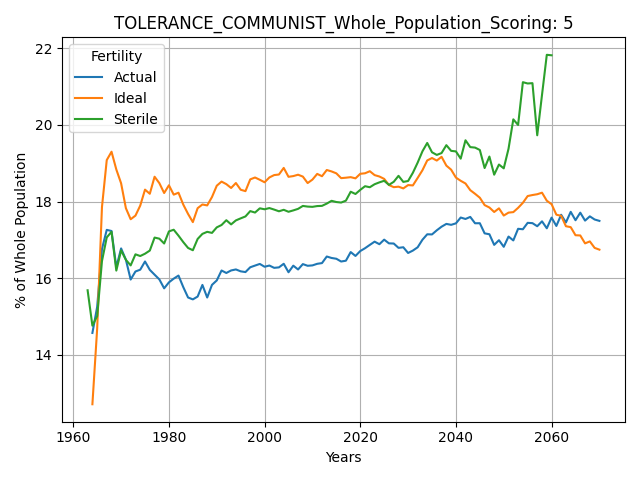 TOLERANCE_COMMUNIST_Whole_Population_Scoring: 5
Fertility
Actual
Ideal
Sterile
% of Whole Population
22
20
18
16
14
1960 1980 2000 2020 2040 2060
Years